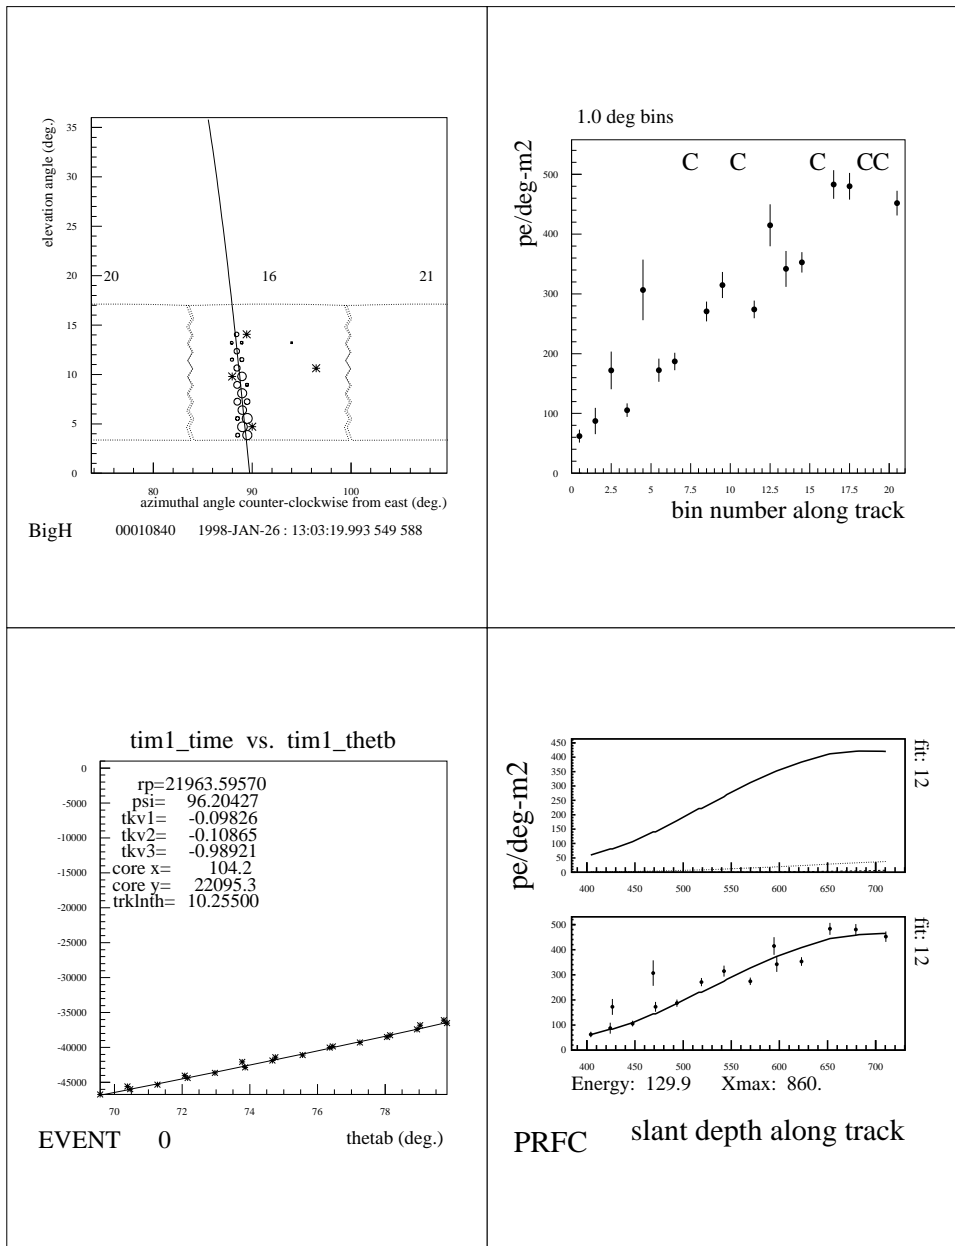 35
30
25
20
15
10
5
0
elevation angle (deg.)
20 16 21
80 90 100
azimuthal angle counter-clockwise from east (deg.)
BigH 00010840 1998-JAN-26 : 13:03:19.993 549 588
1.0 deg bins
C C C CC
pe/deg-m2
500
400
300
200
100
0
0 2.5 5 7.5 10 12.5 15 17.5 20
bin number along track
tim1_time vs. tim1_thetb
0
-5000
-10000
-15000
-20000
-25000
-30000
-35000
-40000
-45000
rp=21963.59570
psi= 96.20427
tkv1= -0.09826
tkv2= -0.10865
tkv3= -0.98921
core x= 104.2
core y= 22095.3
trklnth= 10.25500
70 72 74 76 78
EVENT 0 thetab (deg.)
pe/deg-m2
450
400
350
300
250
200
150
100
50
0
400 450 500 550 600 650 700
fit: 12
500
400
300
200
100
0
400 450 500 550 600 650 700
fit: 12
Energy: 129.9 Xmax: 860.
PRFC slant depth along track